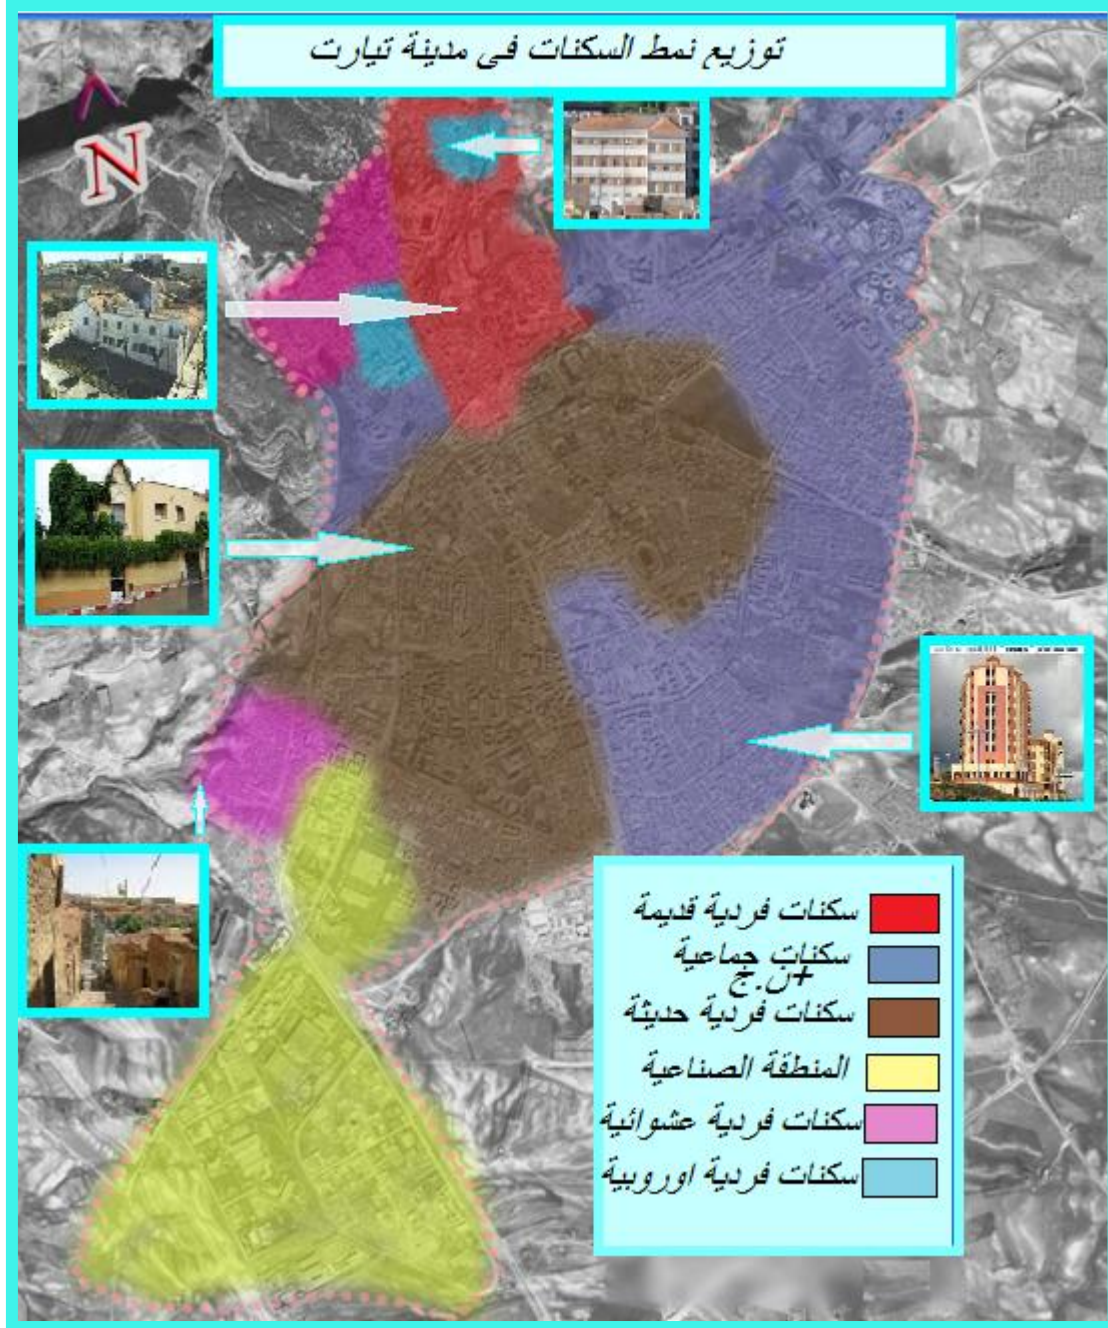 توزيع نمط السكنات فى مدينة تيارت
N
سكنات فردية قديمة
سكنات جماعية
+ن.ج
سكنات فردية حديثة
المنطقة الصناعية
سكنات فردية عشوائية
سكنات فردية اوروبية